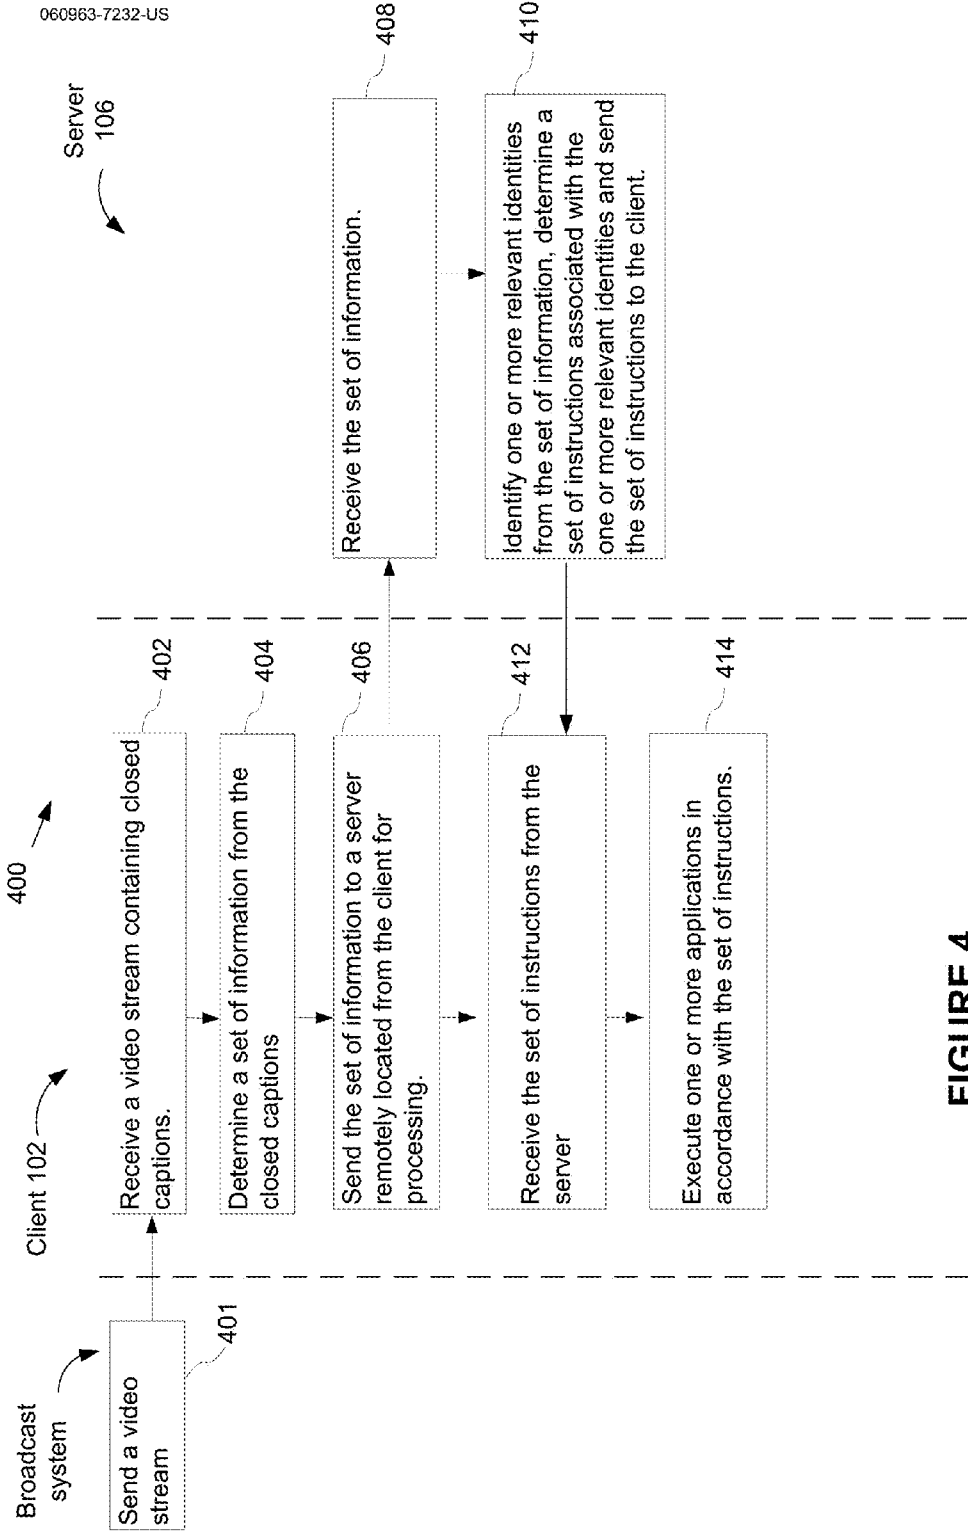 060963-7232-US
400
Broadcast
system
Client 102
Server
106
Send a video
stream
401
Receive a video stream containing closed
captions.
402
Determine a set of information from the
closed captions
404
Send the set of information to a server
remotely located from the client for
processing.
406
Receive the set of information.
408
Identify one or more relevant identities
from the set of information, determine a
set of instructions associated with the
one or more relevant identities and send
the set of instructions to the client.
410
Receive the set of instructions from the
server
412
Execute one or more applications in
accordance with the set of instructions.
414
FIGURE 4